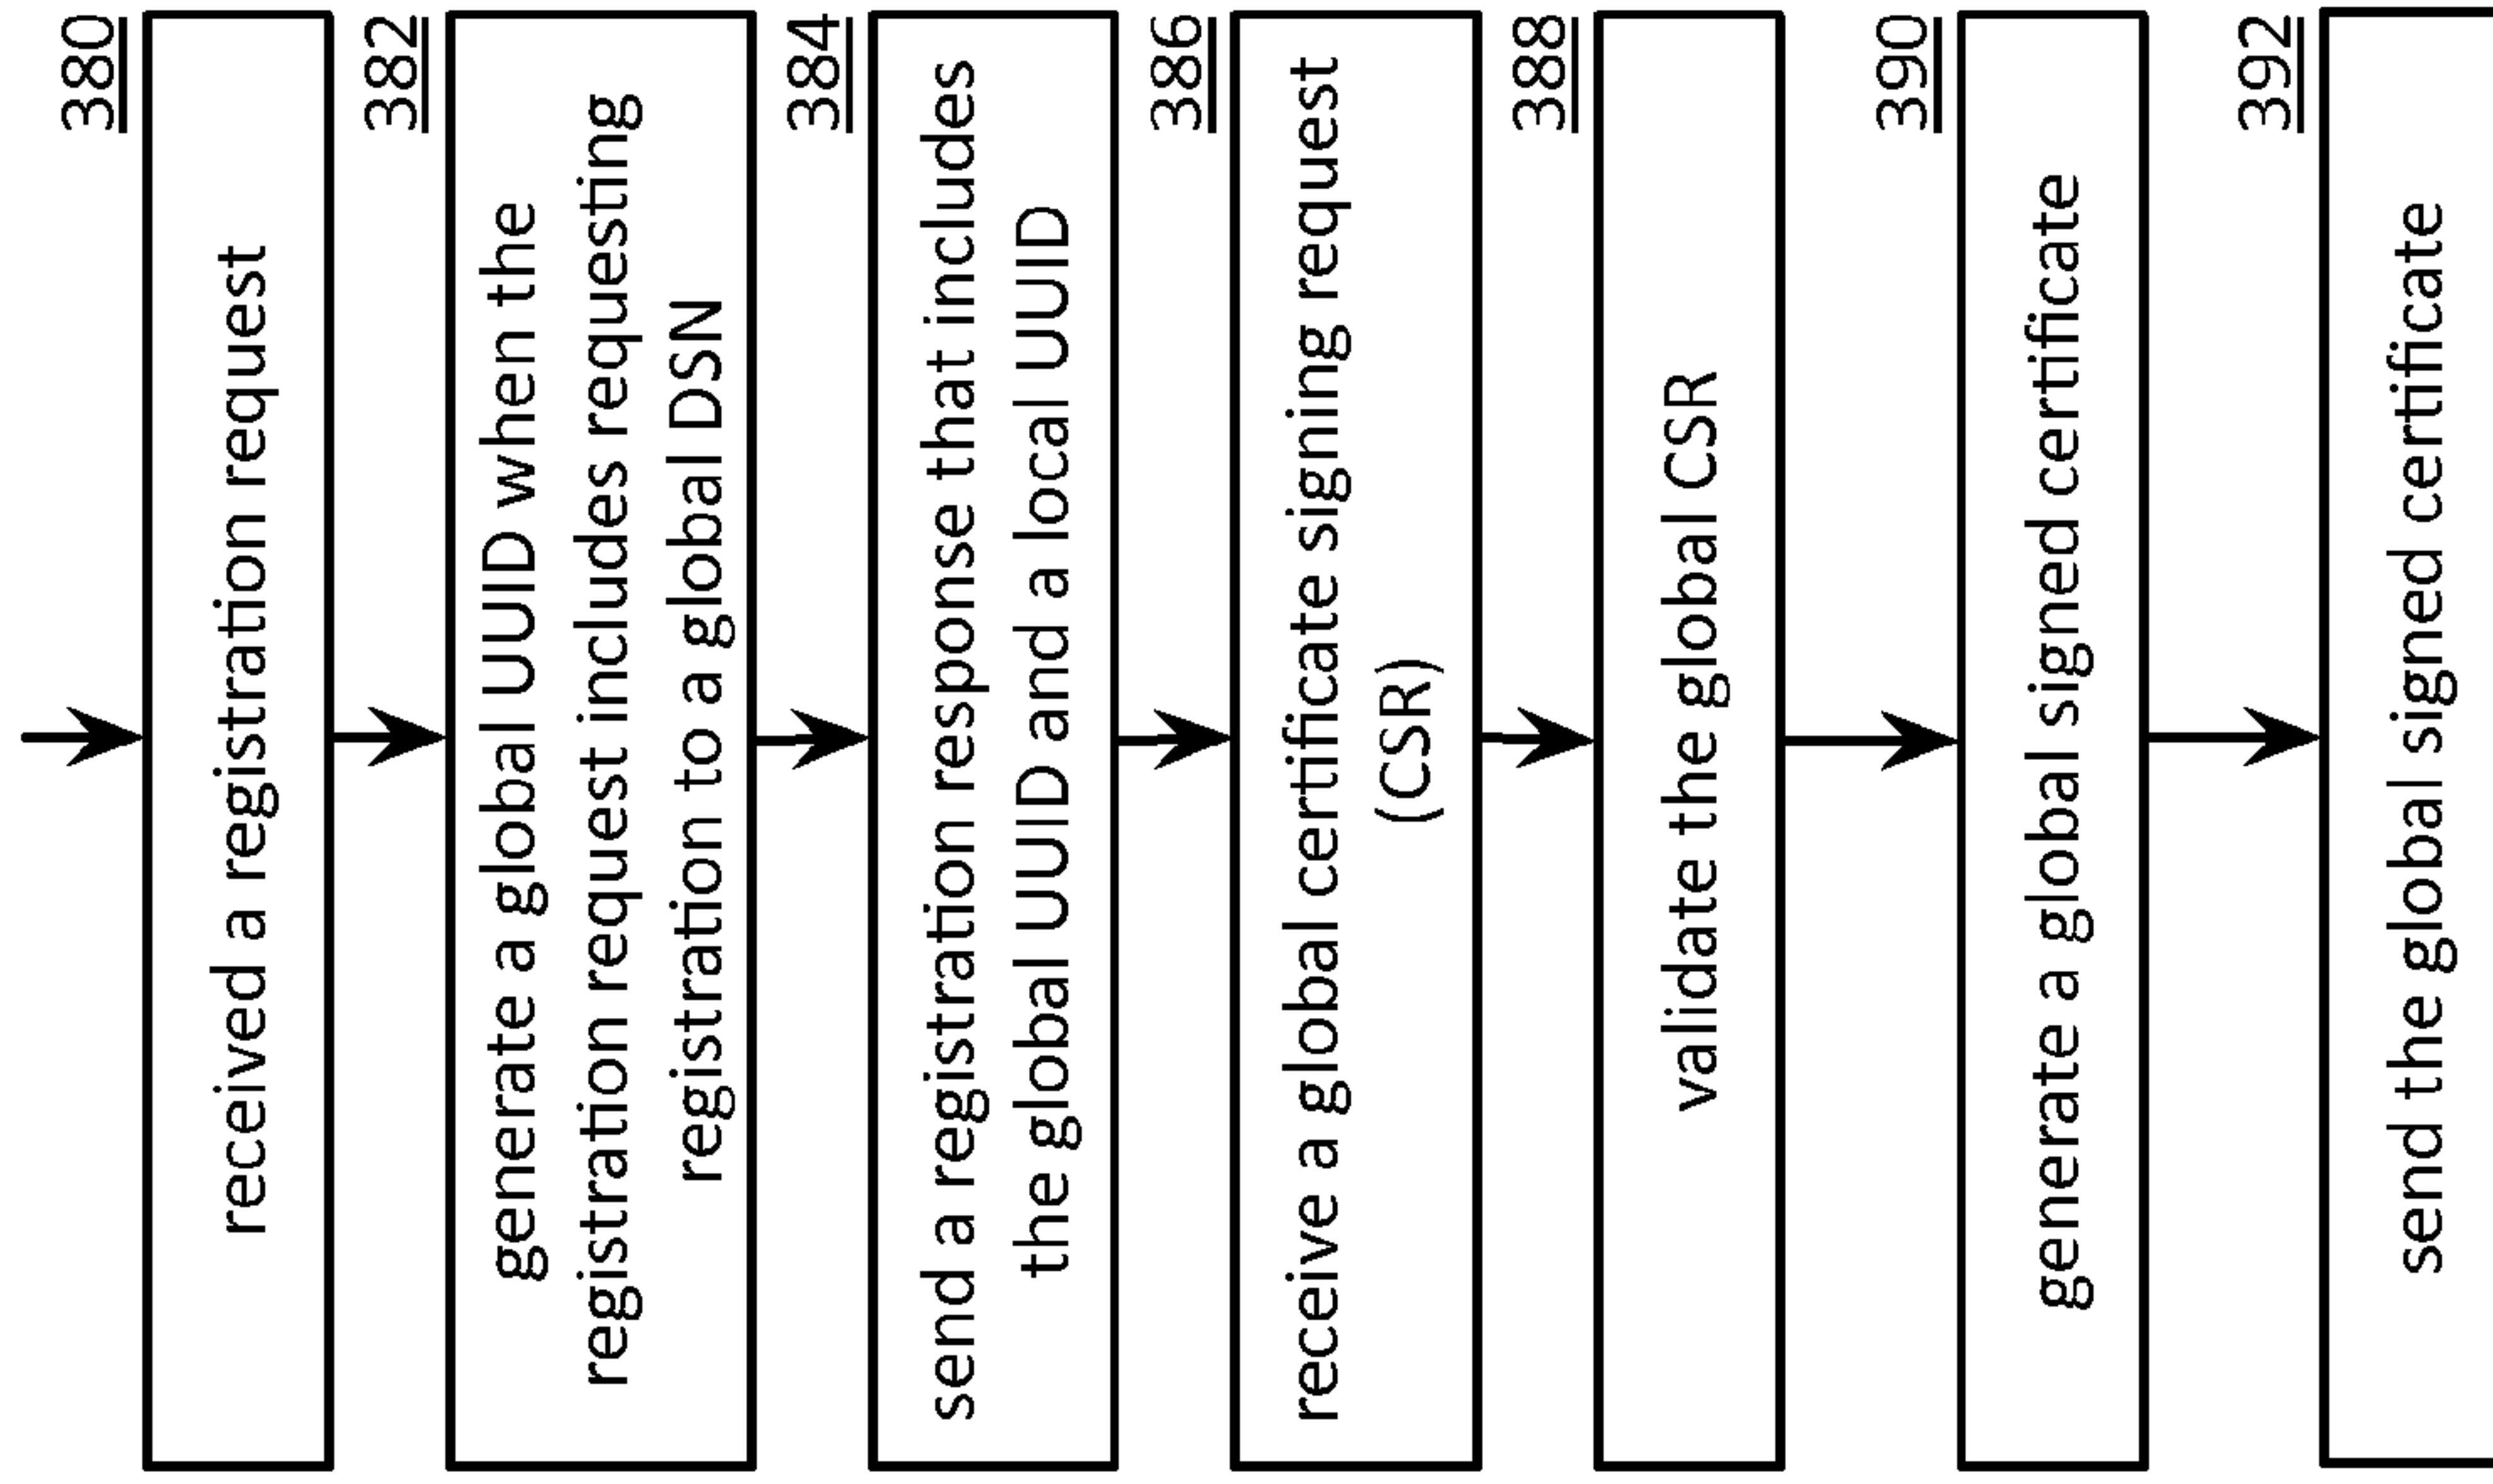 380
received a registration request
382
generate a global UUID when the
registration request includes requesting
registration to a global DSN
384
send a registration response that includes
the global UUID and a local UUID
386
receive a global certificate signing request
(CSR)
388
validate the global CSR
390
generate a global signed certificate
392
send the global signed certificate